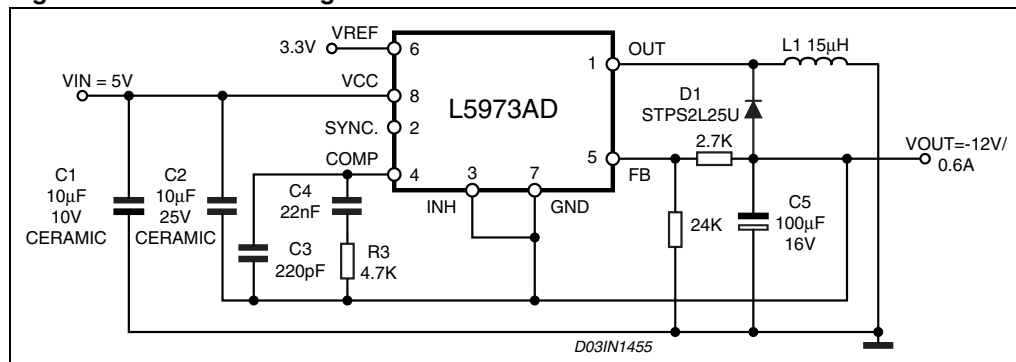 VREF
3.3V
6
VIN = 5V
VCC
8
SYNC.
2
COMP
4
L5973AD
1
OUT
L1 15µH
D1
STPS2L25U
2.7K
5
FB
VOUT=-12V/
0.6A
3
7
INH
GND
C1
10µF
10V
CERAMIC
C2
10µF
25V
CERAMIC
C4
22nF
C3
220pF
R3
4.7K
24K
C5
100µF
16V
D03IN1455